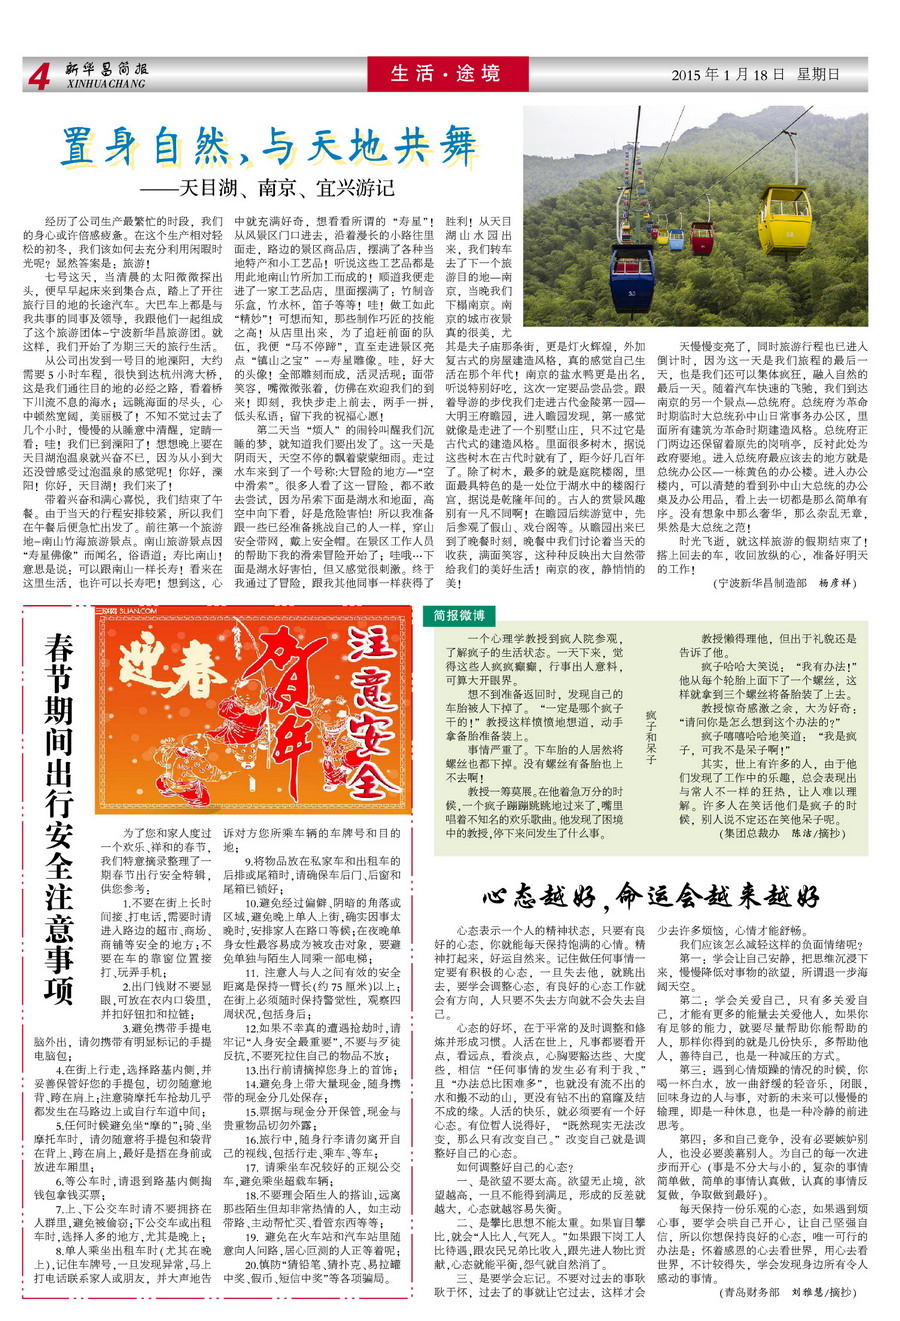 4 新华昌简报
XINHUACHANG
生活·途境
2015年1月18日 星期日
置身自然,与天地共舞
——天目湖、南京、宜兴游记
经历了公司生产最繁忙的时段，我们
的身心或许倍感疲惫。在这个生产相对轻
松的初冬，我们该如何去充分利用闲暇时
光呢？显然答案是：旅游！
七号这天，当清晨的太阳微微探出
头，便早早起床来到集合点，踏上了开往
旅行目的地的长途汽车。大巴车上都是与
我共事的同事及领导，我跟他们一起组成
了这个旅游团体-宁波新华昌旅游团。就
这样，我们开始了为期三天的旅行生活。
从公司出发到一号目的地溧阳，大约
需要5小时车程，很快到达杭州湾大桥，
这是我们通往目的地的必经之路，看着桥
下川流不息的海水；远眺海面的尽头，心
中顿然宽阔，美丽极了！不知不觉过去了
几个小时，慢慢的从睡意中清醒，定睛一
看：哇！我们已到溧阳了！想想晚上要在
天目湖泡温泉就兴奋不已，因为从小到大
还没曾感受过泡温泉的感觉呢！你好，溧
阳！你好，天目湖！我们来了！
带着兴奋和满心喜悦，我们结束了午
餐。由于当天的行程安排较紧，所以我们
在午餐后便急忙出发了。前往第一个旅游
地-南山竹海旅游景点。南山旅游景点因
“寿星佛像”而闻名，俗语道：寿比南山！
意思是说：可以跟南山一样长寿！看来在
这里生活，也许可以长寿吧！想到这，心
中就充满好奇，想看看所谓的“寿星”！
从风景区门口进去，沿着漫长的小路往里
面走，路边的景区商品店，摆满了各种当
地特产和小工艺品！听说这些工艺品都是
用此地南山竹所加工而成的！顺道我便走
进了一家工艺品店，里面摆满了：竹制音
乐盒，竹水杯，笛子等等！哇！做工如此
“精妙”！可想而知，那些制作巧匠的技能
之高！从店里出来，为了追赶前面的队
伍，我便“马不停蹄”，直至走进景区亮
点“镇山之宝”--寿星雕像。哇，好大
的头像！全部雕刻而成，活灵活现；面带
笑容，嘴微微张着，仿佛在欢迎我们的到
来！即刻，我快步走上前去，两手一拼，
低头私语：留下我的祝福心愿！
第二天当“烦人”的闹铃叫醒我们沉
睡的梦，就知道我们要出发了。这一天是
阴雨天，天空不停的飘着蒙蒙细雨。走过
水车来到了一个号称:大冒险的地方—“空
中滑索”。很多人看了这一冒险，都不敢
去尝试，因为吊索下面是湖水和地面，高
空中向下看，好是危险害怕！所以我准备
跟一些已经准备挑战自己的人一样，穿山
安全带网，戴上安全帽。在景区工作人员
的帮助下我的滑索冒险开始了；哇哦…下
面是湖水好害怕，但又感觉很刺激。终于
我通过了冒险，跟我其他同事一样获得了
胜利！从天目
湖山水园出
来，我们转车
去了下一个旅
游目的地—南
京，当晚我们
下榻南京。南
京的城市夜景
真的很美，尤
其是夫子庙那条街，更是灯火辉煌，外加
复古式的房屋建造风格，真的感觉自己生
活在那个年代！南京的盐水鸭更是出名，
听说特别好吃，这次一定要品尝品尝。跟
着导游的步伐我们走进古代金陵第一园—
大明王府瞻园，进入瞻园发现，第一感觉
就像是走进了一个别墅山庄，只不过它是
古代式的建造风格。里面很多树木，据说
这些树木在古代时就有了，距今好几百年
了。除了树木，最多的就是庭院楼阁，里
面最具特色的是一处位于湖水中的楼阁行
宫，据说是乾隆年间的。古人的赏景风趣
别有一凡不同啊！在瞻园后续游览中，先
后参观了假山、戏台阁等。从瞻园出来已
到了晚餐时刻，晚餐中我们讨论着当天的
收获，满面笑容，这种种反映出大自然带
给我们的美好生活！南京的夜，静悄悄的
美！
天慢慢变亮了，同时旅游行程也已进人
倒计时，因为这一天是我们旅程的最后一
天，也是我们还可以集体疯狂，融人自然的
最后一天。随着汽车快速的飞驰，我们到达
南京的另一个景点—总统府。总统府为革命
时期临时大总统孙中山日常事务办公区，里
面所有建筑为革命时期建造风格。总统府正
门两边还保留着原先的岗哨亭，反衬此处为
政府要地。进人总统府最应该去的地方就是
总统办公区—一栋黄色的办公楼。进人办公
楼内，可以清楚的看到孙中山大总统的办公
桌及办公用品，看上去一切都是那么简单有
序。没有想象中那么奢华，那么杂乱无章，
果然是大总统之范！
时光飞逝，就这样旅游的假期结束了！
搭上回去的车，收回放纵的心，准备好明天
的工作！
（宁波新华昌制造部 杨彦祥）
三联网 3LIAN.COM
迎春
贺年
注意安全
春节期间出行安全注意事项
为了您和家人度过
一个欢乐、祥和的春节，
我们特意摘录整理了一
期春节出行安全特辑，
供您参考：
1.不要在街上长时
间接、打电话,需要时请
进人路边的超市、商场、
商铺等安全的地方；不
要在车的靠窗位置接
打、玩弄手机；
2.出门钱财不要显
眼,可放在衣内口袋里，
并扣好钮扣和拉链；
3.避免携带手提电
脑外出，请勿携带有明显标记的手提
电脑包；
4.在街上行走，选择路基内侧，并
妥善保管好您的手提包，切勿随意地
背、跨在肩上；注意骑摩托车抢劫几乎
都发生在马路边上或自行车道中间；
5.任何时候避免坐“摩的”；骑、坐
摩托车时，请勿随意将手提包和袋背
在背上、跨在肩上,最好是捂在身前或
放进车厢里；
6.等公车时，请退到路基内侧掏
钱包拿钱买票；
7.上、下公交车时请不要拥挤在
人群里,避免被偷窃；下公交车或出租
车时，选择人多的地方，尤其是晚上；
8.单人乘坐出租车时(尤其在晚
上)，记住车牌号，一旦发现异常，马上
打电话联系家人或朋友，并大声地告
诉对方您所乘车辆的车牌号和目的
地；
9.将物品放在私家车和出租车的
后排或尾箱时,请确保车后门、后窗和
尾箱已锁好；
10.避免经过偏僻、阴暗的角落或
区域,避免晚上单人上街,确实因事太
晚时，安排家人在路口等候；在夜晚单
身女性最容易成为被攻击对象，要避
免单独与陌生人同乘一部电梯；
11. 注意人与人之间有效的安全
距离是保持一臂长(约75厘米)以上；
在街上必须随时保持警觉性，观察四
周状况,包括身后；
12.如果不幸真的遭遇抢劫时，请
牢记“人身安全最重要”，不要与歹徒
反抗，不要死拉住自己的物品不放；
13.出行前请摘掉您身上的首饰；
14.避免身上带大量现金，随身携
带的现金分几处保存；
15.票据与现金分开保管，现金与
贵重物品切勿外露；
16.旅行中，随身行李请勿离开自
己的视线,包括行走、乘车、等车；
17. 请乘坐车况较好的正规公交
车,避免乘坐超载车辆；
18.不要理会陌生人的搭讪,远离
那些陌生但却非常热情的人，如主动
带路、主动帮忙买、看管东西等等；
19. 避免在火车站和汽车站里随
意向人问路,居心叵测的人正等着呢；
20.慎防“猜铅笔、猜扑克、易拉罐
中奖、假币、短信中奖”等各项骗局。
简报微博
疯子和呆子
一个心理学教授到疯人院参观，
了解疯子的生活状态。一天下来，觉
得这些人疯疯癫癫，行事出人意料，
可算大开眼界。
想不到准备返回时，发现自己的
车胎被人下掉了。“一定是哪个疯子
干的！”教授这样愤愤地想道，动手
拿备胎准备装上。
事情严重了。下车胎的人居然将
螺丝也都下掉。没有螺丝有备胎也上
不去啊！
教授一筹莫展。在他着急万分的时
候,一个疯子蹦蹦跳跳地过来了,嘴里
唱着不知名的欢乐歌曲。他发现了困境
中的教授,停下来问发生了什么事。
教授懒得理他，但出于礼貌还是
告诉了他。
疯子哈哈大笑说：“我有办法！”
他从每个轮胎上面下了一个螺丝，这
样就拿到三个螺丝将备胎装了上去。
教授惊奇感激之余，大为好奇：
“请问你是怎么想到这个办法的？”
疯子嘻嘻哈哈地笑道：“我是疯
子，可我不是呆子啊！”
其实，世上有许多的人，由于他
们发现了工作中的乐趣，总会表现出
与常人不一样的狂热，让人难以理
解。许多人在笑话他们是疯子的时
候，别人说不定还在笑他呆子呢。
（集团总裁办 陈洁/摘抄）
心态越好,命运会越来越好
心态表示一个人的精神状态，只要有良
好的心态，你就能每天保持饱满的心情。精
神打起来，好运自然来。记住做任何事情一
定要有积极的心态，一旦失去他，就跳出
去，要学会调整心态，有良好的心态工作就
会有方向，人只要不失去方向就不会失去自
己。
心态的好坏，在于平常的及时调整和修
炼并形成习惯。人活在世上，凡事都要看开
点，看远点，看淡点，心胸要豁达些、大度
些，相信“任何事情的发生必有利于我、”
且“办法总比困难多”，也就没有流不出的
水和搬不动的山，更没有钻不出的窟窿及结
不成的缘。人活的快乐，就必须要有一个好
心态。有位哲人说得好，“既然现实无法改
变，那么只有改变自己。”改变自己就是调
整好自己的心态。
如何调整好自己的心态？
一、是欲望不要太高。欲望无止境，欲
望越高，一旦不能得到满足，形成的反差就
越大，心态就越容易失衡。
二、是攀比思想不能太重。如果盲目攀
比,就会“人比人,气死人。”如果跟下岗工人
比待遇,跟农民兄弟比收入,跟先进人物比贡
献,心态就能平衡,怨气就自然消了。
三、是要学会忘记。不要对过去的事耿
耿于怀，过去了的事就让它过去，这样才会
少去许多烦恼，心情才能舒畅。
我们应该怎么减轻这样的负面情绪呢？
第一：学会让自己安静，把思维沉浸下
来，慢慢降低对事物的欲望，所谓退一步海
阔天空。
第二：学会关爱自己，只有多关爱自
己，才能有更多的能量去关爱他人，如果你
有足够的能力，就要尽量帮助你能帮助的
人，那样你得到的就是几份快乐，多帮助他
人，善待自己，也是一种减压的方式。
第三：遇到心情烦躁的情况的时候，你
喝一杯白水，放一曲舒缓的轻音乐，闭眼，
回味身边的人与事，对新的未来可以慢慢的
输理，即是一种休息，也是一种冷静的前进
思考。
第四：多和自己竞争，没有必要嫉妒别
人，也没必要羡慕别人。为自己的每一次进
步而开心（事是不分大与小的，复杂的事情
简单做，简单的事情认真做，认真的事情反
复做，争取做到最好）。
每天保持一份乐观的心态，如果遇到烦
心事，要学会哄自己开心，让自己坚强自
信，所以你想保持良好的心态，唯一可行的
办法是：怀着感恩的心去看世界，用心去看
世界，不计较得失，学会发现身边所有令人
感动的事情。
（青岛财务部 刘雅慧/摘抄）